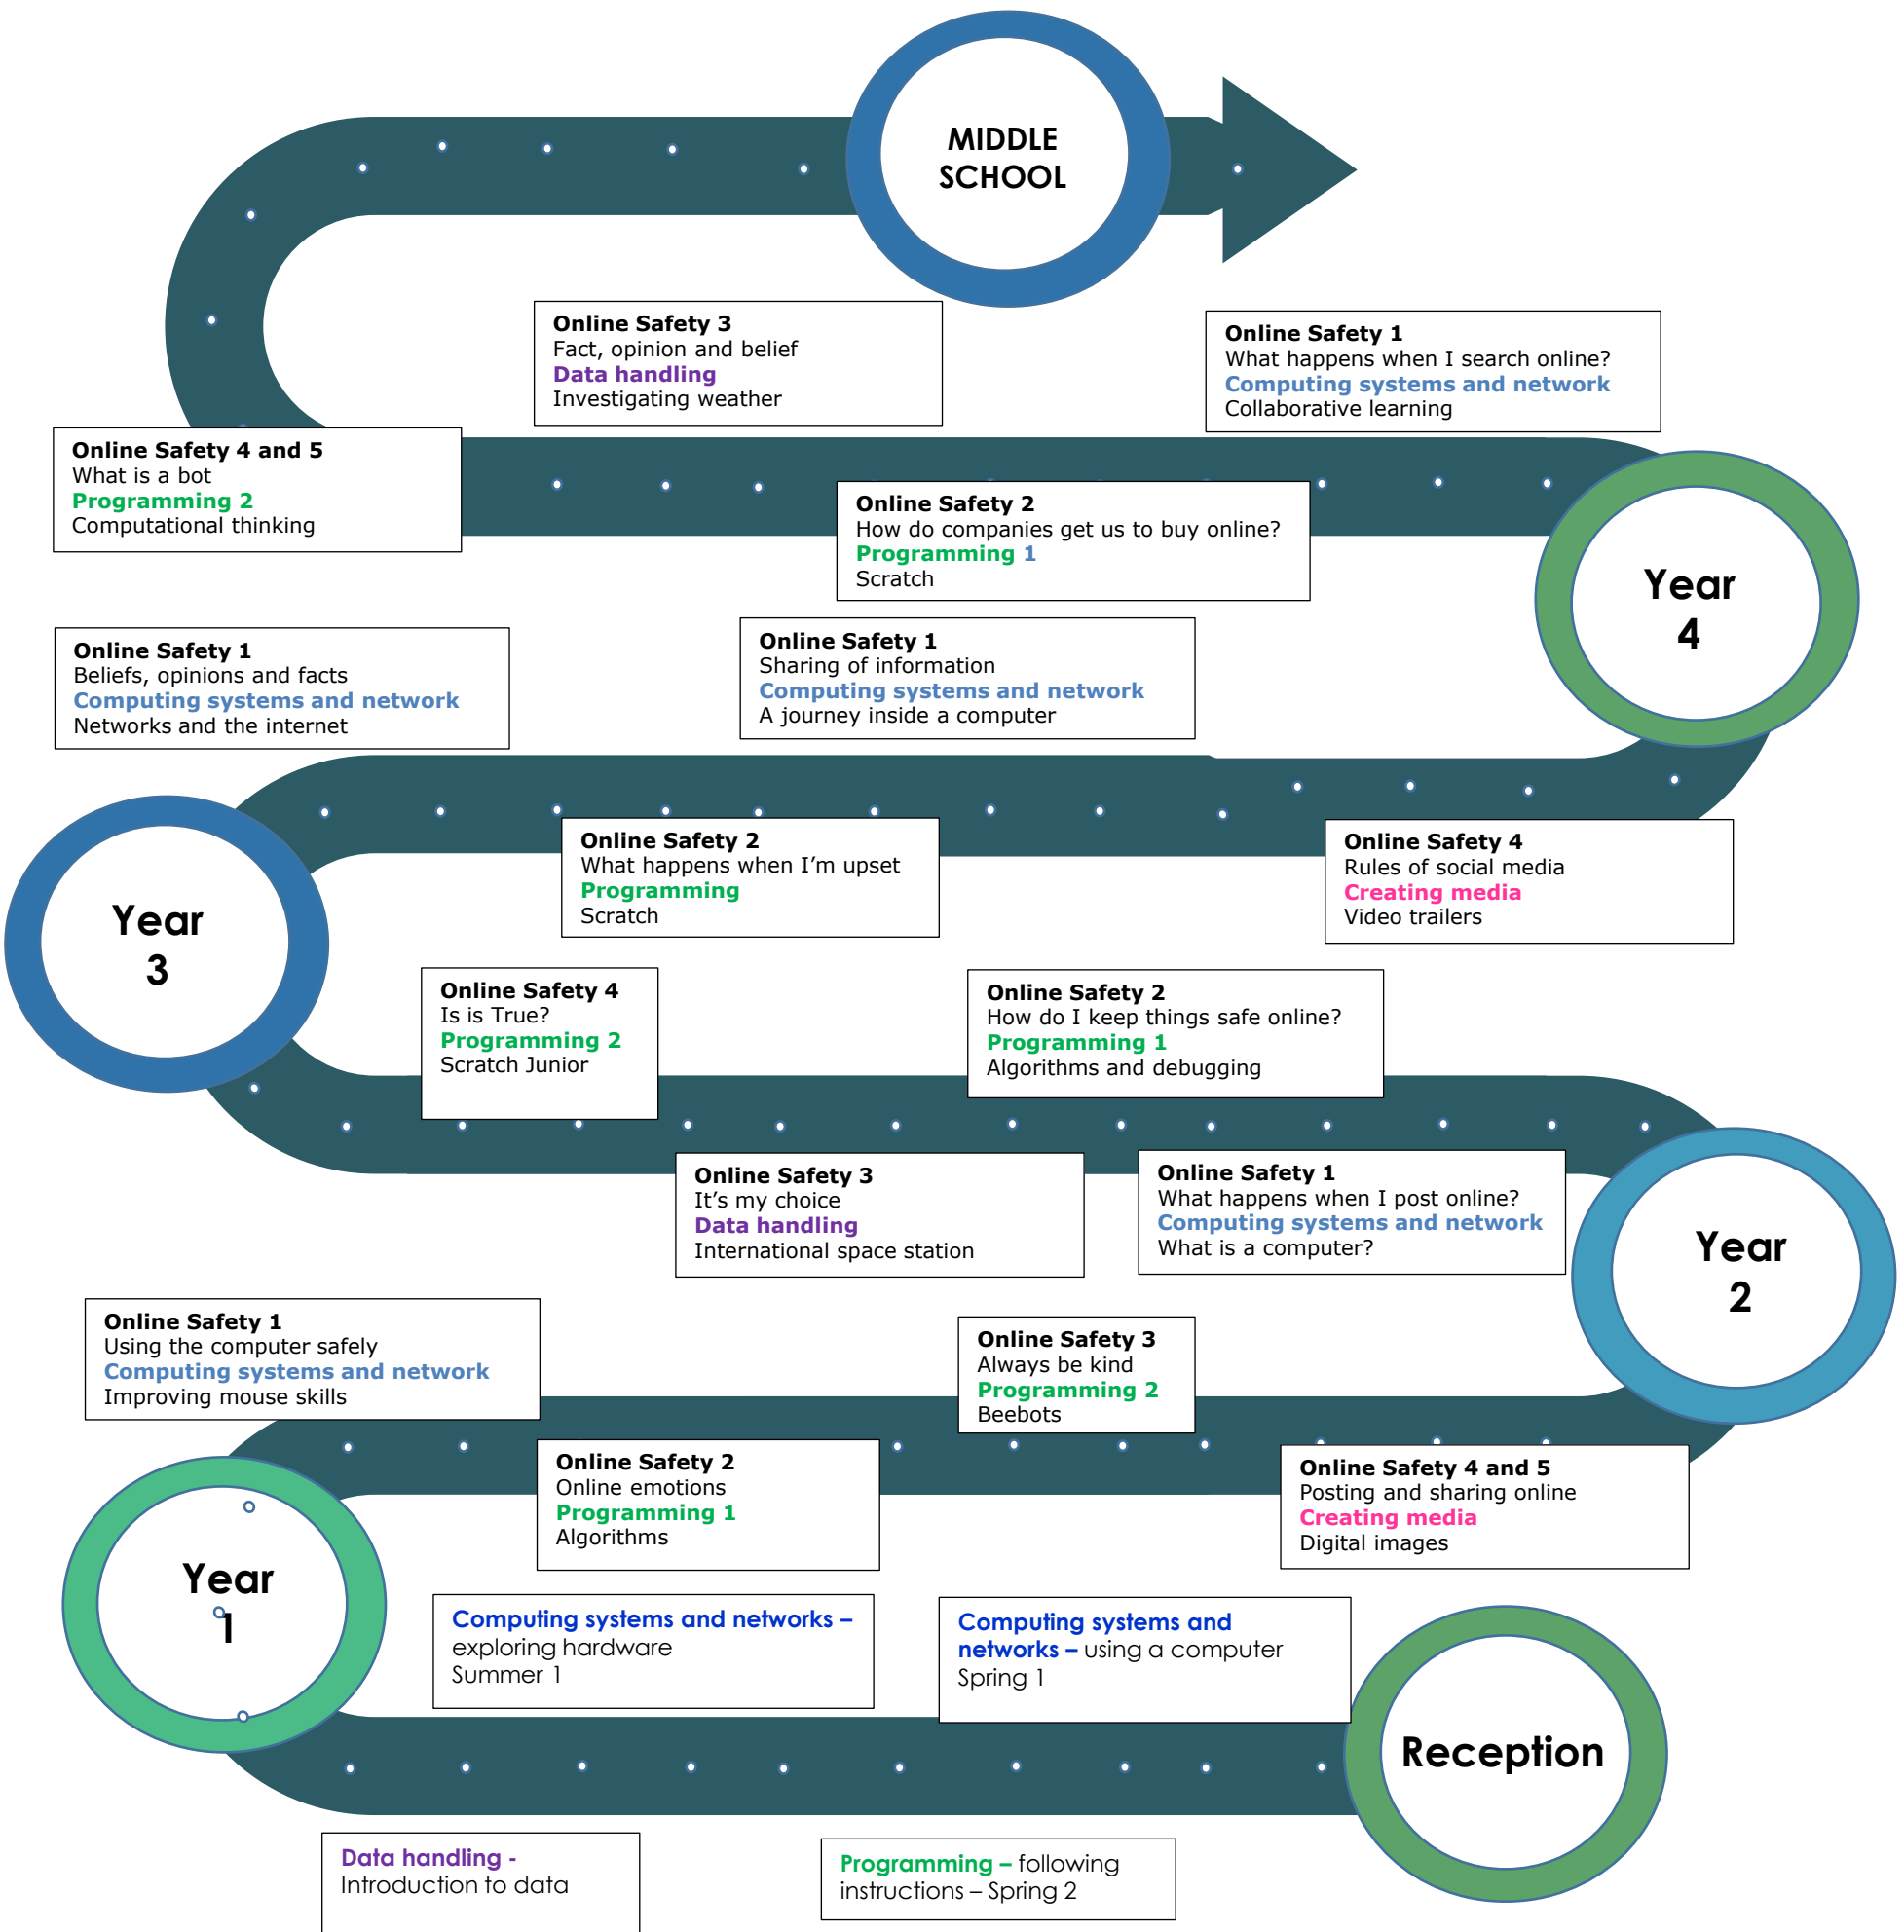 MIDDLE
SCHOOL
Online Safety 3
Fact, opinion and belief
Data handling
Investigating weather
Online Safety 1
What happens when I search online?
Computing systems and network
Collaborative learning
Online Safety 4 and 5
What is a bot
Programming 2
Computational thinking
Online Safety 2
How do companies get us to buy online?
Programming 1
Scratch
Year
4
Online Safety 1
Beliefs, opinions and facts
Computing systems and network
Networks and the internet
Online Safety 1
Sharing of information
Computing systems and network
A journey inside a computer
Online Safety 2
What happens when I'm upset
Programming
Scratch
Online Safety 4
Rules of social media
Creating media
Video trailers
Year
3
Online Safety 4
Is is True?
Programming 2
Scratch Junior
Online Safety 2
How do I keep things safe online?
Programming 1
Algorithms and debugging
Online Safety 3
It's my choice
Data handling
International space station
Online Safety 1
What happens when I post online?
Computing systems and network
What is a computer?
Year
2
Online Safety 1
Using the computer safely
Computing systems and network
Improving mouse skills
Online Safety 3
Always be kind
Programming 2
Beebots
Online Safety 2
Online emotions
Programming 1
Algorithms
Online Safety 4 and 5
Posting and sharing online
Creating media
Digital images
Year
1
Computing systems and networks –
exploring hardware
Summer 1
Computing systems and
networks – using a computer
Spring 1
Reception
Data handling -
Introduction to data
Programming – following
instructions – Spring 2